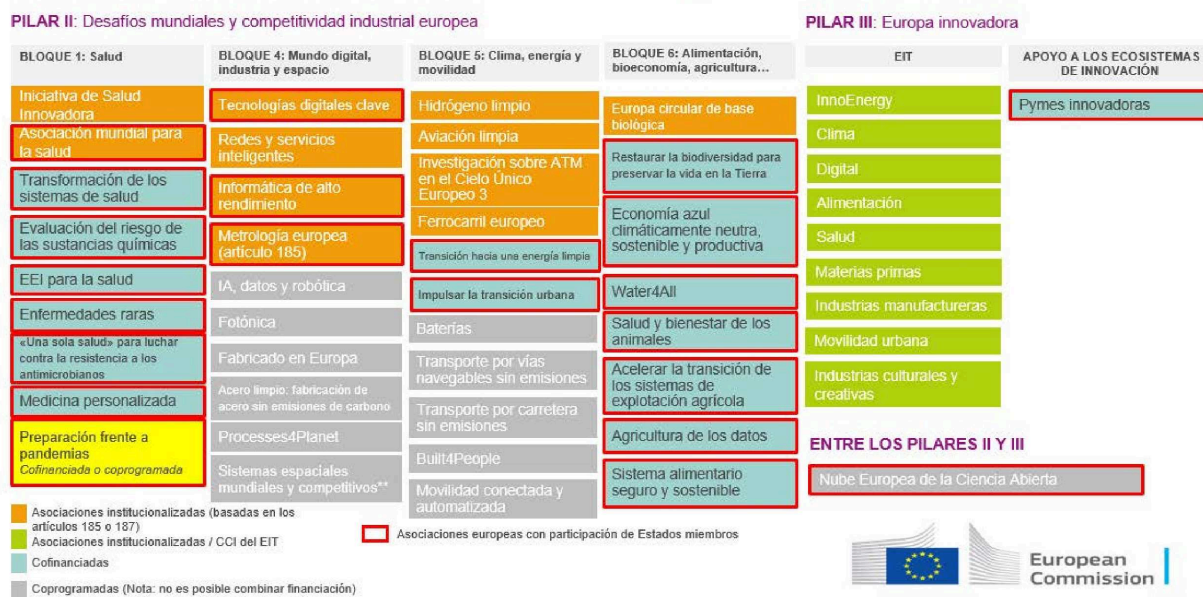 PILAR II: Desafíos mundiales y competitividad industrial europea
BLOQUE 1: Salud
Iniciativa de Salud
Innovadora
Asociación mundial para
la salud
Transformación de los
sistemas de salud
Evaluación del riesgo de
las sustancias químicas
EEI para la salud
Enfermedades raras
«Una sola salud» para luchar
contra la resistencia a los
antimicrobianos
Medicina personalizada
Preparación frente a
pandemias
Cofinanciada o coprogramada
BLOQUE 4: Mundo digital,
industria y espacio
Tecnologías digitales clave
Redes y servicios
inteligentes
Informática de alto
rendimiento
Metrología europea
(artículo 185)
IA, datos y robótica
Fotónica
Fabricado en Europa
Acero limpio: fabricación de
acero sin emisiones de carbono
Processes4Planet
Sistemas espaciales
mundiales y competitivos**
BLOQUE 5: Clima, energía y
movilidad
Hidrógeno limpio
Aviación limpia
Investigación sobre ATM
en el Cielo Único
Europeo 3
Ferrocarril europeo
Transición hacia una energía limpia
Impulsar la transición urbana
Baterías
Transporte por vías
navegables sin emisiones
Transporte por carretera
sin emisiones
Built4People
Movilidad conectada y
automatizada
BLOQUE 6: Alimentación,
bioeconomía, agricultura…
Europa circular de base
biológica
Restaurar la biodiversidad para
preservar la vida en la Tierra
Economía azul
climáticamente neutra,
sostenible y productiva
Water4All
Salud y bienestar de los
animales
Acelerar la transición de
los sistemas de
explotación agrícola
Agricultura de los datos
Sistema alimentario
seguro y sostenible
PILAR III: Europa innovadora
EIT
InnoEnergy
Clima
Digital
Alimentación
Salud
Materias primas
Industrias manufactureras
Movilidad urbana
Industrias culturales y
creativas
APOYO A LOS ECOSISTEMAS
DE INNOVACIÓN
Pymes innovadoras
ENTRE LOS PILARES II Y III
Nube Europea de la Ciencia Abierta
Asociaciones institucionalizadas (basadas en los
artículos 185 o 187)
Asociaciones institucionalizadas / CCI del EIT
Cofinanciadas
Coprogramadas (Nota: no es posible combinar financiación)
Asociaciones europeas con participación de Estados miembros
European
Commission